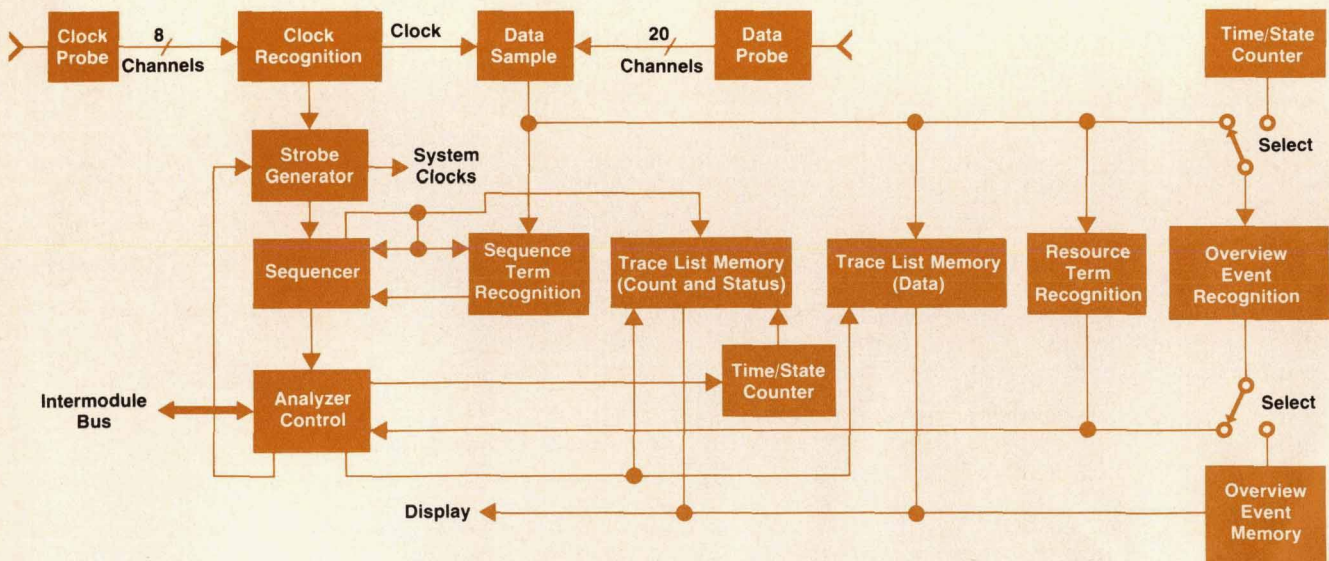 Clock
Probe
8
Channels
Clock
Recognition
Clock
Data
Sample
20
Channels
Data
Probe
Time/State
Counter
Select
Strobe
Generator
System
Clocks
Sequencer
Sequence
Term
Recognition
Trace List Memory
(Count and Status)
Trace List Memory
(Data)
Resource
Term
Recognition
Overview
Event
Recognition
Time/State
Counter
Intermodule
Bus
Analyzer
Control
Select
Display
Overview
Event
Memory